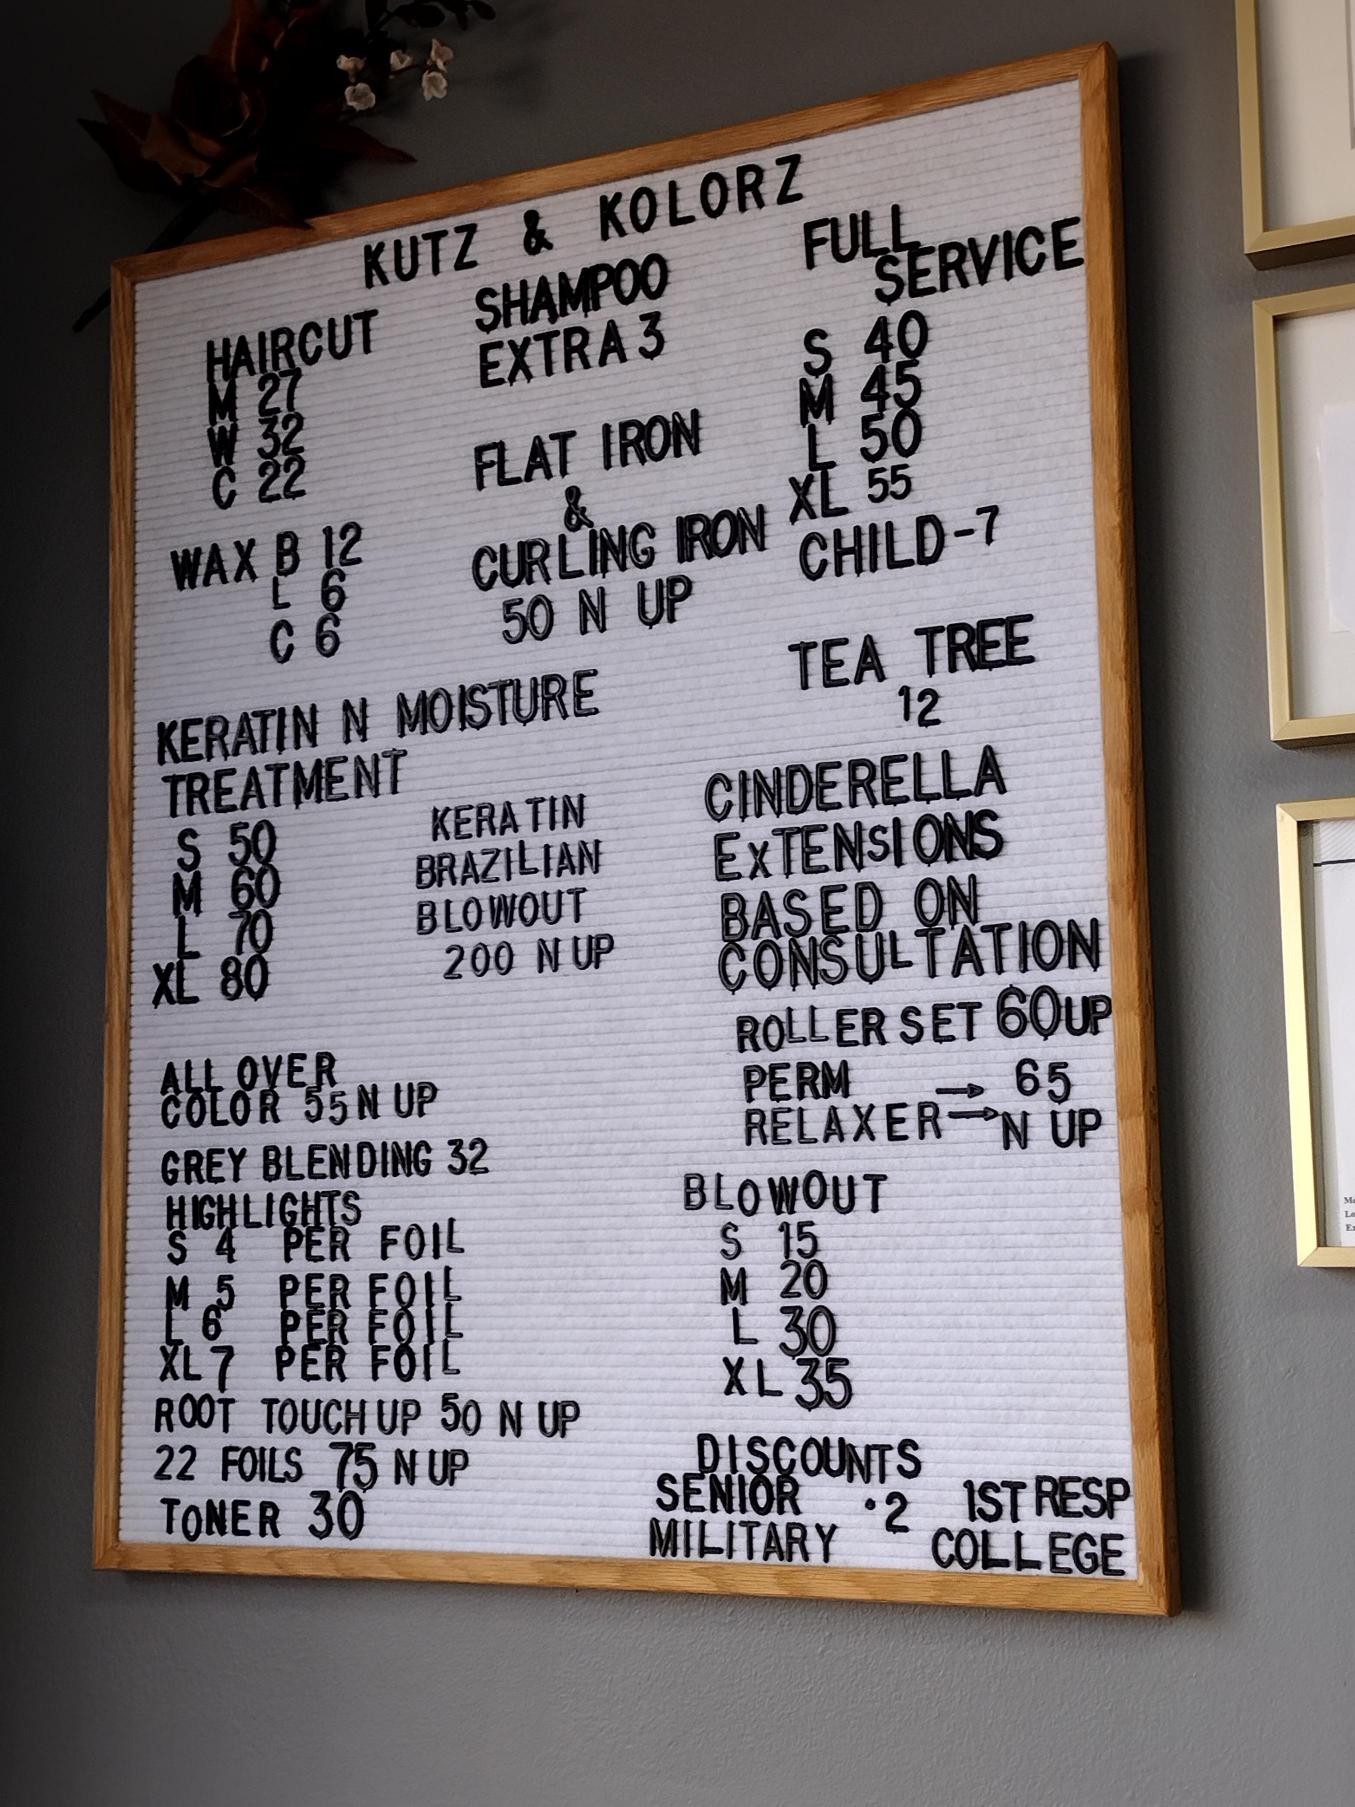 KUTZ & KOLORZ
HAIRCUT
M 27
W 32
C 22
WAX B 12
L 6
C 6
SHAMPOO
EXTRA 3
FLAT IRON
&
CURLING IRON
50 N UP
FULL
SERVICE
S 40
M 45
L 50
XL 55
CHILD-7
TEA TREE
12
KERATIN N MOISTURE
TREATMENT
S 50
M 60
L 70
XL 80
KERATIN
BRAZILIAN
BLOWOUT
200 N UP
CINDERELLA
EXTENSIONS
BASED ON
CONSULTATION
ROLLER SET 60UP
PERM → 65
RELAXER → N UP
ALL OVER
COLOR 55 N UP
GREY BLENDING 32
HIGHLIGHTS
S 4 PER FOIL
M 5 PER FOIL
L 6 PER FOIL
XL 7 PER FOIL
ROOT TOUCH UP 50 N UP
22 FOILS 75 N UP
TONER 30
BLOWOUT
S 15
M 20
L 30
XL 35
DISCOUNTS
SENIOR ·2 1ST RESP
MILITARY COLLEGE